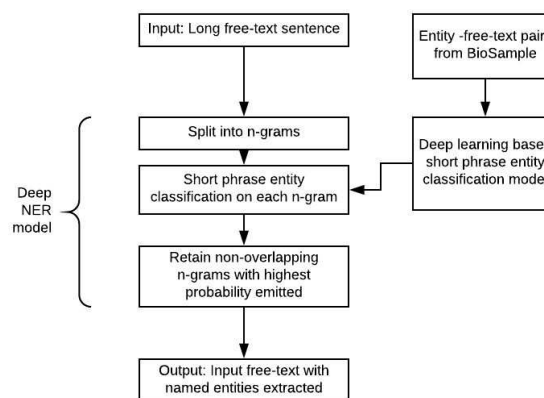 Input: Long free-text sentence
Entity -free-text pair
from BioSample
Split into n-grams
Deep learning base
short phrase entity
classification mode
Short phrase entity
classification on each n-gram
Deep
NER
model
Retain non-overlapping
n-grams with highest
probability emitted
Output: Input free-text with
named entities extracted